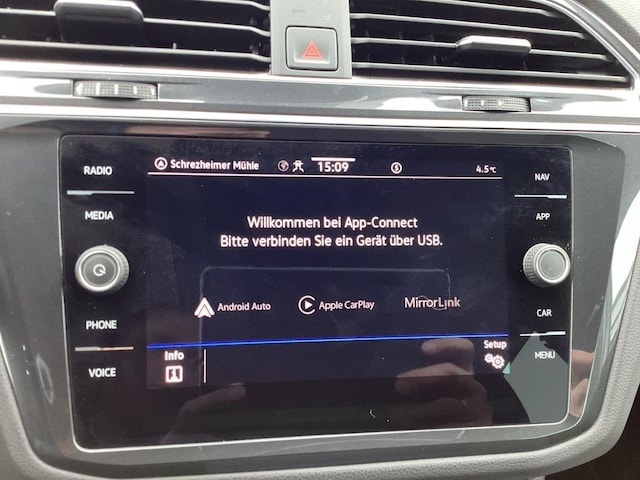 RADIO
MEDIA
PHONE
VOICE
Schrezheimer Mühle 15:09 4.5°C
Willkommen bei App-Connect
Bitte verbinden Sie ein Gerät über USB.
Android Auto Apple CarPlay MirrorLink
Info Setup
NAV
APP
CAR
MENU